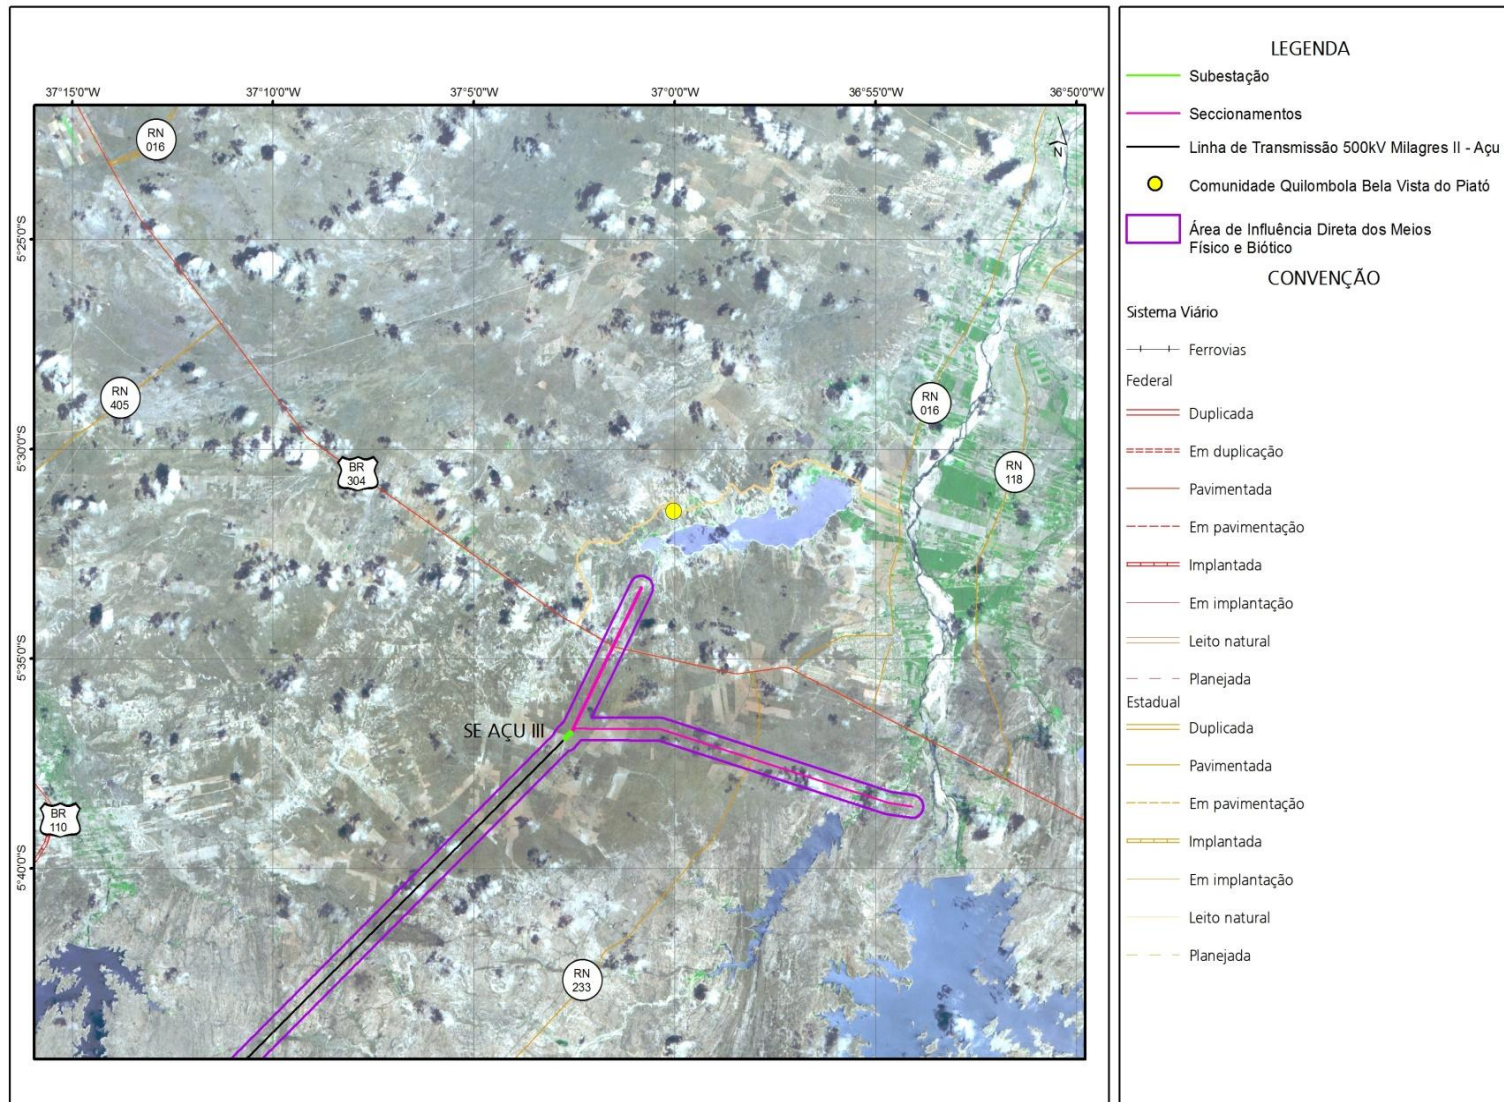 37°15'0"W
37°10'0"W
37°5'0"W
37°0'0"W
36°55'0"W
36°50'0"W
RN
016
N
5°25'0"S
RN
405
RN
016
5°30'0"S
BR
304
RN
118
5°35'0"S
SE AÇU III
BR
110
5°40'0"S
RN
233
LEGENDA
Subestação
Seccionamentos
Linha de Transmissão 500kV Milagres II - Açu
Comunidade Quilombola Bela Vista do Piató
Área de Influência Direta dos Meios
Físico e Biótico
CONVENÇÃO
Sistema Viário
Ferrovias
Federal
Duplicada
Em duplicação
Pavimentada
Em pavimentação
Implantada
Em implantação
Leito natural
Planejada
Estadual
Duplicada
Pavimentada
Em pavimentação
Implantada
Em implantação
Leito natural
Planejada